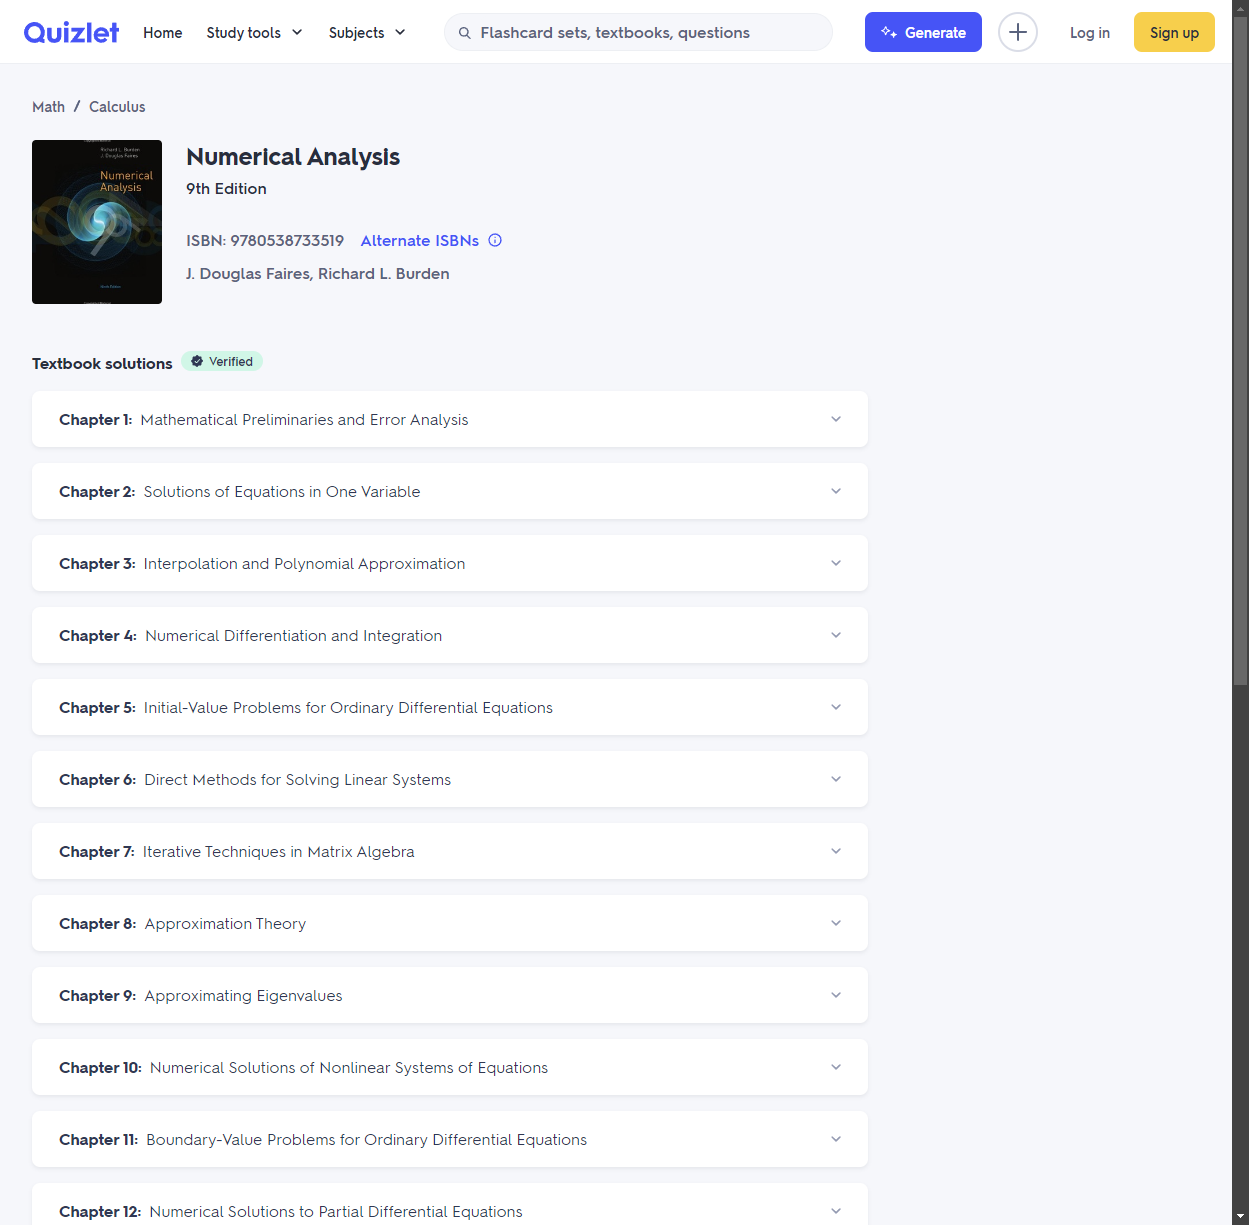 Quizlet
Home
Study tools
Subjects
Flashcard sets, textbooks, questions
Generate
Log in
Sign up
Math / Calculus
Richard L. Burden
J. Douglas Faires
Numerical
Analysis
9
Numerical Analysis
9th Edition
ISBN: 9780538733519 Alternate ISBNs
J. Douglas Faires, Richard L. Burden
Textbook solutions Verified
Chapter 1: Mathematical Preliminaries and Error Analysis
Chapter 2: Solutions of Equations in One Variable
Chapter 3: Interpolation and Polynomial Approximation
Chapter 4: Numerical Differentiation and Integration
Chapter 5: Initial-Value Problems for Ordinary Differential Equations
Chapter 6: Direct Methods for Solving Linear Systems
Chapter 7: Iterative Techniques in Matrix Algebra
Chapter 8: Approximation Theory
Chapter 9: Approximating Eigenvalues
Chapter 10: Numerical Solutions of Nonlinear Systems of Equations
Chapter 11: Boundary-Value Problems for Ordinary Differential Equations
Chapter 12: Numerical Solutions to Partial Differential Equations